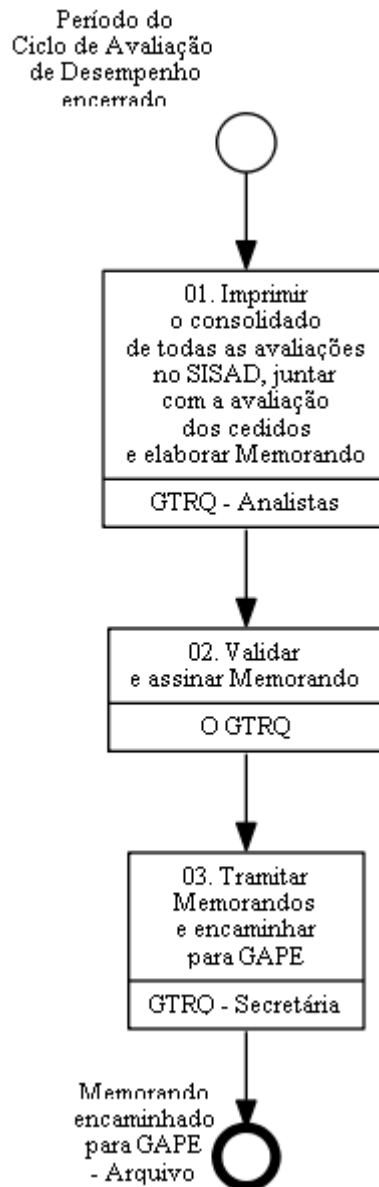 Período do
Ciclo de Avaliação
de Desempenho
encerrado
01. Imprimir
o consolidado
de todas as avaliações
no SISAD, juntar
com a avaliação
dos cedidos
e elaborar Memorando
GTRQ - Analistas
02. Validar
e assinar Memorando
O GTRQ
03. Tramitar
Memorandos
e encaminhar
para GAPE
GTRQ - Secretária
Memorando
encaminhado
para GAPE
- Arquivo